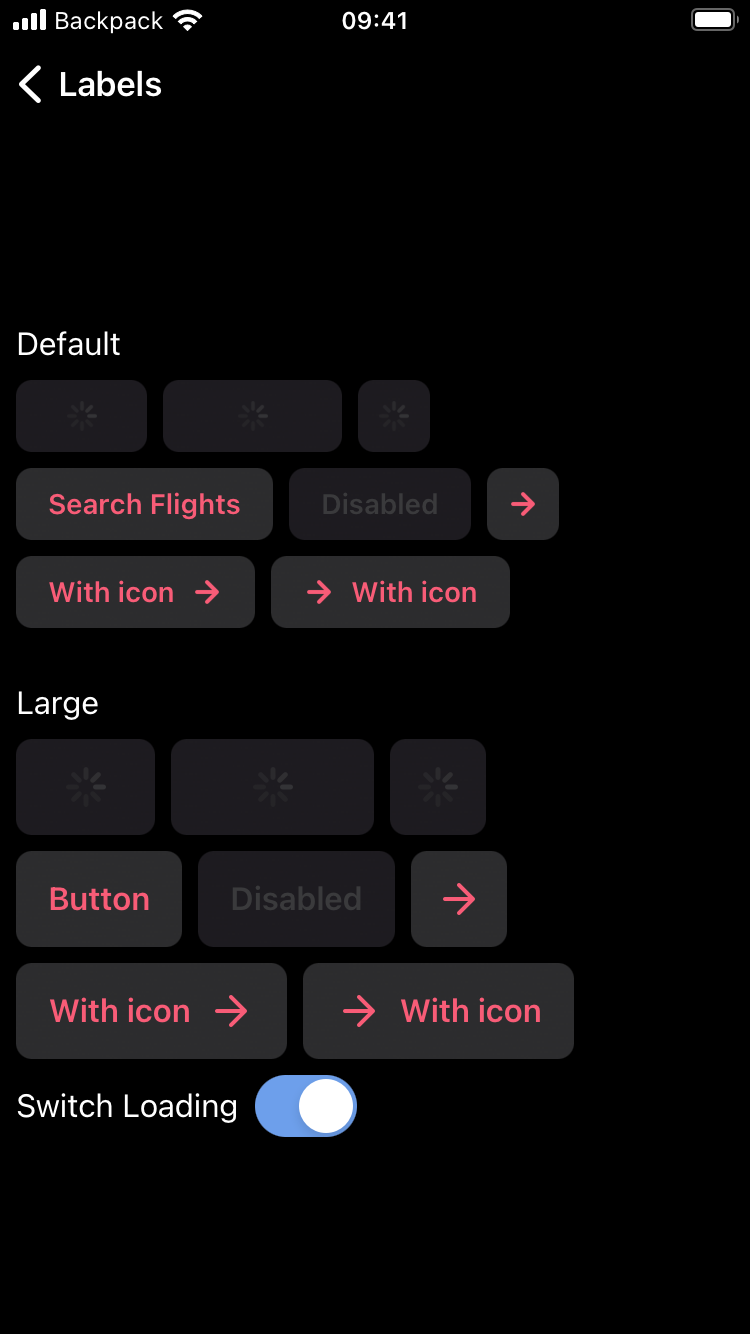 Backpack 09:41
Labels
Default
Search Flights Disabled
With icon With icon
Large
Button Disabled
With icon With icon
Switch Loading